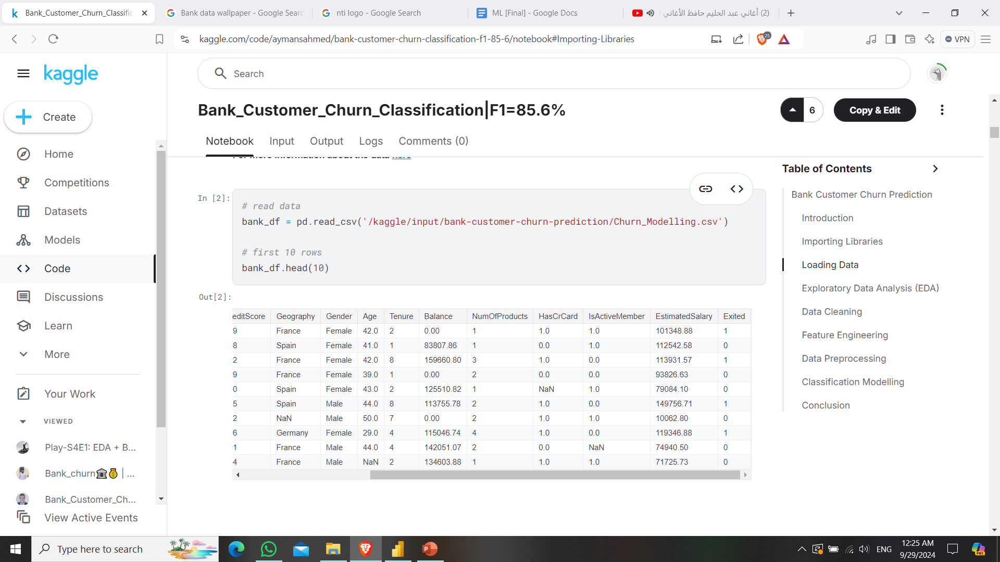 Bank_Customer_Churn_Classific
Bank data wallpaper - Google Sear
nti logo - Google Search
ML [Final] - Google Docs
(2) أغاني عبد الحليم حافظ الأغاني
kaggle.com/code/aymansahmed/bank-customer-churn-classification-f1-85-6/notebook#Importing-Libraries
25
VPN
kaggle
Search
Create
Home
Competitions
Datasets
Models
Code
Discussions
Learn
More
Your Work
VIEWED
Play-S4E1: EDA + B...
Bank_churn🏛💰 | ...
Bank_Customer_Ch...
View Active Events
Bank_Customer_Churn_Classification|F1=85.6%
6
Copy & Edit
Notebook Input Output Logs Comments (0)
For more information about the data here
In [2]:
# read data
bank_df = pd.read_csv('/kaggle/input/bank-customer-churn-prediction/Churn_Modelling.csv')
# first 10 rows
bank_df.head(10)
Out[2]:
editScore Geography Gender Age Tenure Balance NumOfProducts HasCrCard IsActiveMember EstimatedSalary Exited
9 France Female 42.0 2 0.00 1 1.0 1.0 101348.88 1
8 Spain Female 41.0 1 83807.86 1 0.0 1.0 112542.58 0
2 France Female 42.0 8 159660.80 3 1.0 0.0 113931.57 1
9 France Female 39.0 1 0.00 2 0.0 0.0 93826.63 0
0 Spain Female 43.0 2 125510.82 1 NaN 1.0 79084.10 0
5 Spain Male 44.0 8 113755.78 2 1.0 0.0 149756.71 1
2 NaN Male 50.0 7 0.00 2 1.0 1.0 10062.80 0
6 Germany Female 29.0 4 115046.74 4 1.0 0.0 119346.88 1
1 France Male 44.0 4 142051.07 2 0.0 NaN 74940.50 0
4 France Male NaN 2 134603.88 1 1.0 1.0 71725.73 0
Table of Contents
Bank Customer Churn Prediction
Introduction
Importing Libraries
Loading Data
Exploratory Data Analysis (EDA)
Data Cleaning
Feature Engineering
Data Preprocessing
Classification Modelling
Conclusion
Type here to search
ENG
12:25 AM
9/29/2024
PRE